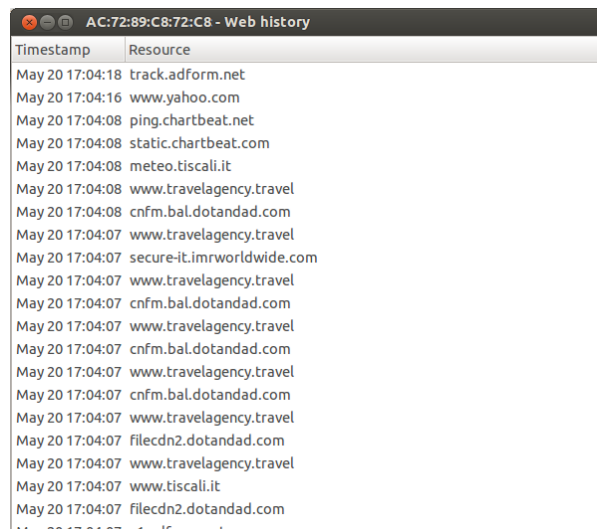 AC:72:89:C8:72:C8 - Web history
Timestamp Resource
May 20 17:04:18 track.adform.net
May 20 17:04:16 www.yahoo.com
May 20 17:04:08 ping.chartbeat.net
May 20 17:04:08 static.chartbeat.com
May 20 17:04:08 meteo.tiscali.it
May 20 17:04:08 www.travelagency.travel
May 20 17:04:08 cnfm.bal.dotandad.com
May 20 17:04:07 www.travelagency.travel
May 20 17:04:07 secure-it.imrworldwide.com
May 20 17:04:07 www.travelagency.travel
May 20 17:04:07 cnfm.bal.dotandad.com
May 20 17:04:07 www.travelagency.travel
May 20 17:04:07 cnfm.bal.dotandad.com
May 20 17:04:07 www.travelagency.travel
May 20 17:04:07 cnfm.bal.dotandad.com
May 20 17:04:07 www.travelagency.travel
May 20 17:04:07 filecdn2.dotandad.com
May 20 17:04:07 www.travelagency.travel
May 20 17:04:07 www.tiscali.it
May 20 17:04:07 filecdn2.dotandad.com